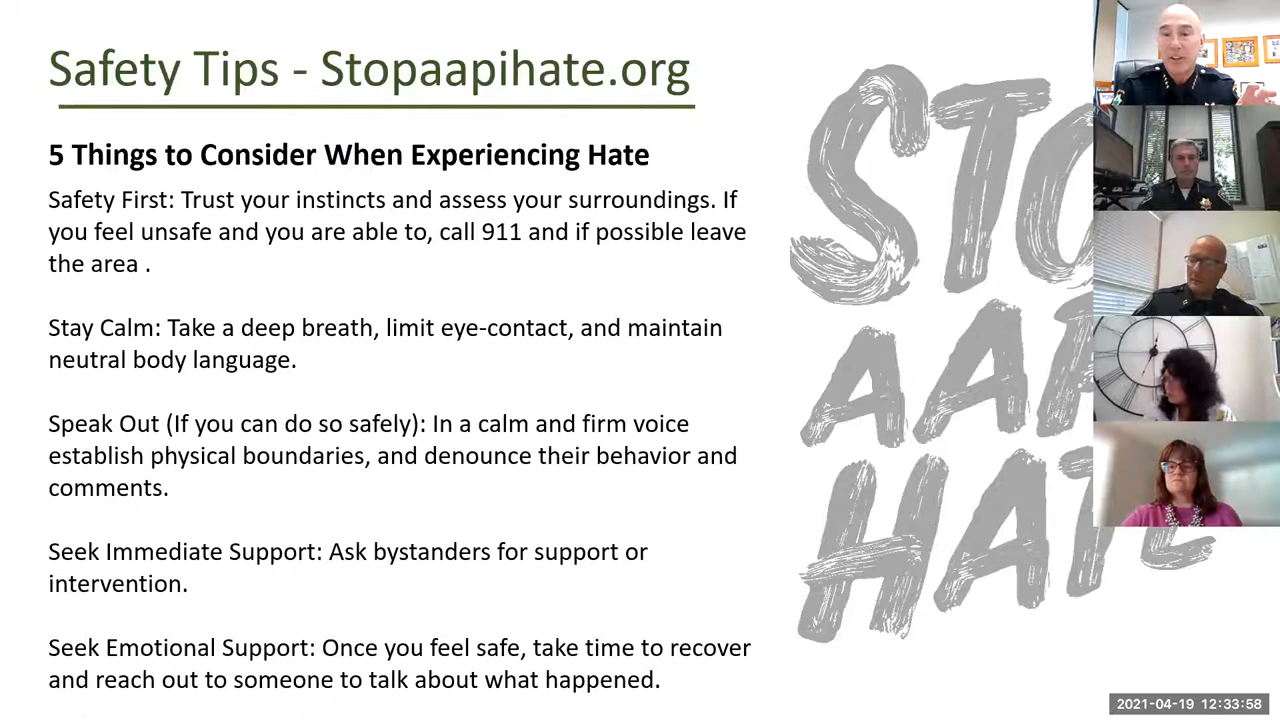 Safety Tips - Stopaapihate.org
5 Things to Consider When Experiencing Hate
Safety First: Trust your instincts and assess your surroundings. If
you feel unsafe and you are able to, call 911 and if possible leave
the area .
Stay Calm: Take a deep breath, limit eye-contact, and maintain
neutral body language.
Speak Out (If you can do so safely): In a calm and firm voice
establish physical boundaries, and denounce their behavior and
comments.
Seek Immediate Support: Ask bystanders for support or
intervention.
Seek Emotional Support: Once you feel safe, take time to recover
and reach out to someone to talk about what happened.
STO
AAP
HATE
2021-04-19 12:33:58